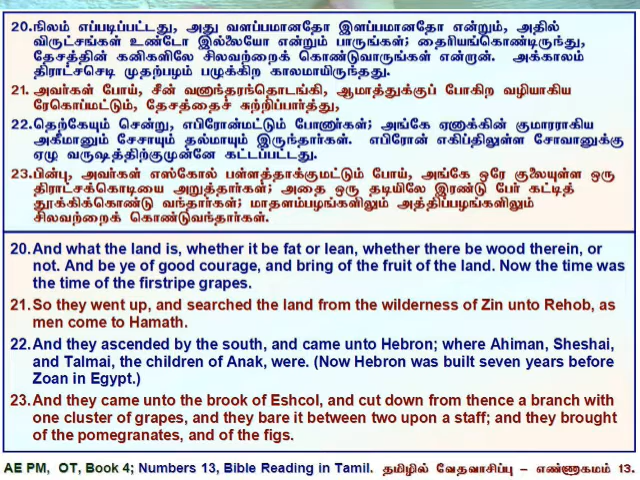 20.நிலம் எப்படிப்பட்டது, அது வளப்பமானதோ இளப்பமானதோ என்றும், அதில்
விருட்சங்கள் உண்டோ இல்லையோ என்றும் பாருங்கள்; தைரியங்கொண்டிருந்து,
தேசத்தின் கனிகளிலே சிலவற்றைக் கொண்டுவாருங்கள் என்றான். அக்காலம்
திராட்சசெடி முதற்பழம் பழுக்கிற காலமாயிருந்தது.
21. அவர்கள் போய், சீன் வனாந்தரந்தொடங்கி, ஆமாத்துக்குப் போகிற வழியாகிய
ரேகொப்மட்டும், தேசத்தைச் சுற்றிப்பார்த்து,
22.தெற்கேயும் சென்று, எபிரோன்மட்டும் போனார்கள்; அங்கே ஏனாக்கின் குமாரராகிய
அகீமானும் சேசாயும் தல்மாயும் இருந்தார்கள். எபிரோன் எகிப்திலுள்ள சோவானுக்கு
ஏழு வருஷத்திற்குமுன்னே கட்டப்பட்டது.
23.பின்பு, அவர்கள் எஸ்கோல் பள்ளத்தாக்குமட்டும் போய், அங்கே ஒரே குலையுள்ள ஒரு
திராட்சக்கொடியை அறுத்தார்கள்; அதை ஒரு தடியிலே இரண்டு பேர் கட்டித்
தூக்கிக்கொண்டு வந்தார்கள்; மாதளம்பழங்களிலும் அத்திப்பழங்களிலும்
சிலவற்றைக் கொண்டுவந்தார்கள்.
20.And what the land is, whether it be fat or lean, whether there be wood therein, or
not. And be ye of good courage, and bring of the fruit of the land. Now the time was
the time of the firstripe grapes.
21.So they went up, and searched the land from the wilderness of Zin unto Rehob, as
men come to Hamath.
22.And they ascended by the south, and came unto Hebron; where Ahiman, Sheshai,
and Talmai, the children of Anak, were. (Now Hebron was built seven years before
Zoan in Egypt.)
23.And they came unto the brook of Eshcol, and cut down from thence a branch with
one cluster of grapes, and they bare it between two upon a staff; and they brought
of the pomegranates, and of the figs.
AE PM, OT, Book 4; Numbers 13, Bible Reading in Tamil. தமிழில் வேதவாசிப்பு – எண்ணாகமம் 13.